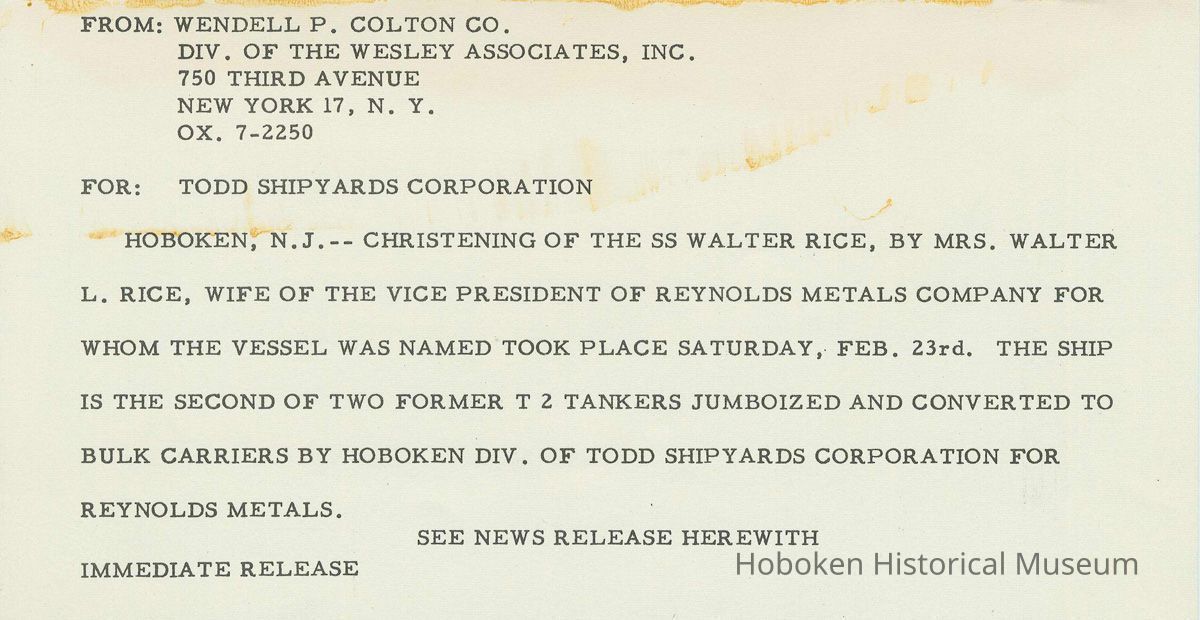 FROM: WENDELL P. COLTON CO.
DIV. OF THE WESLEY ASSOCIATES, INC.
750 THIRD AVENUE
NEW YORK 17, N. Y.
OX. 7-2250
FOR: TODD SHIPYARDS CORPORATION
HOBOKEN, N.J.-- CHRISTENING OF THE SS WALTER RICE, BY MRS. WALTER
L. RICE, WIFE OF THE VICE PRESIDENT OF REYNOLDS METALS COMPANY FOR
WHOM THE VESSEL WAS NAMED TOOK PLACE SATURDAY, FEB. 23rd. THE SHIP
IS THE SECOND OF TWO FORMER T 2 TANKERS JUMBOIZED AND CONVERTED TO
BULK CARRIERS BY HOBOKEN DIV. OF TODD SHIPYARDS CORPORATION FOR
REYNOLDS METALS.
SEE NEWS RELEASE HEREWITH
IMMEDIATE RELEASE
Hoboken Historical Museum